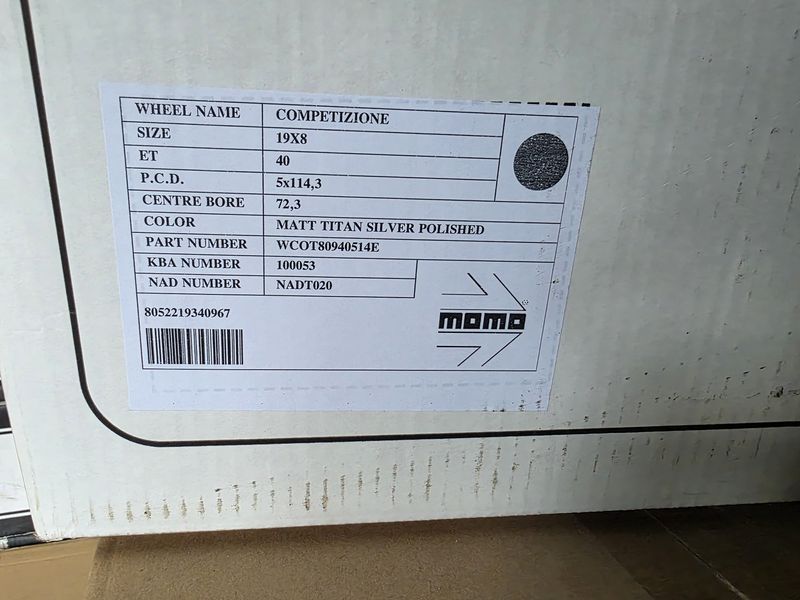 WHEEL NAME COMPETIZIONE
SIZE 19X8
ET 40
P.C.D. 5x114,3
CENTRE BORE 72,3
COLOR MATT TITAN SILVER POLISHED
PART NUMBER WCOT80940514E
KBA NUMBER 100053
NAD NUMBER NADT020
8052219340967
momo